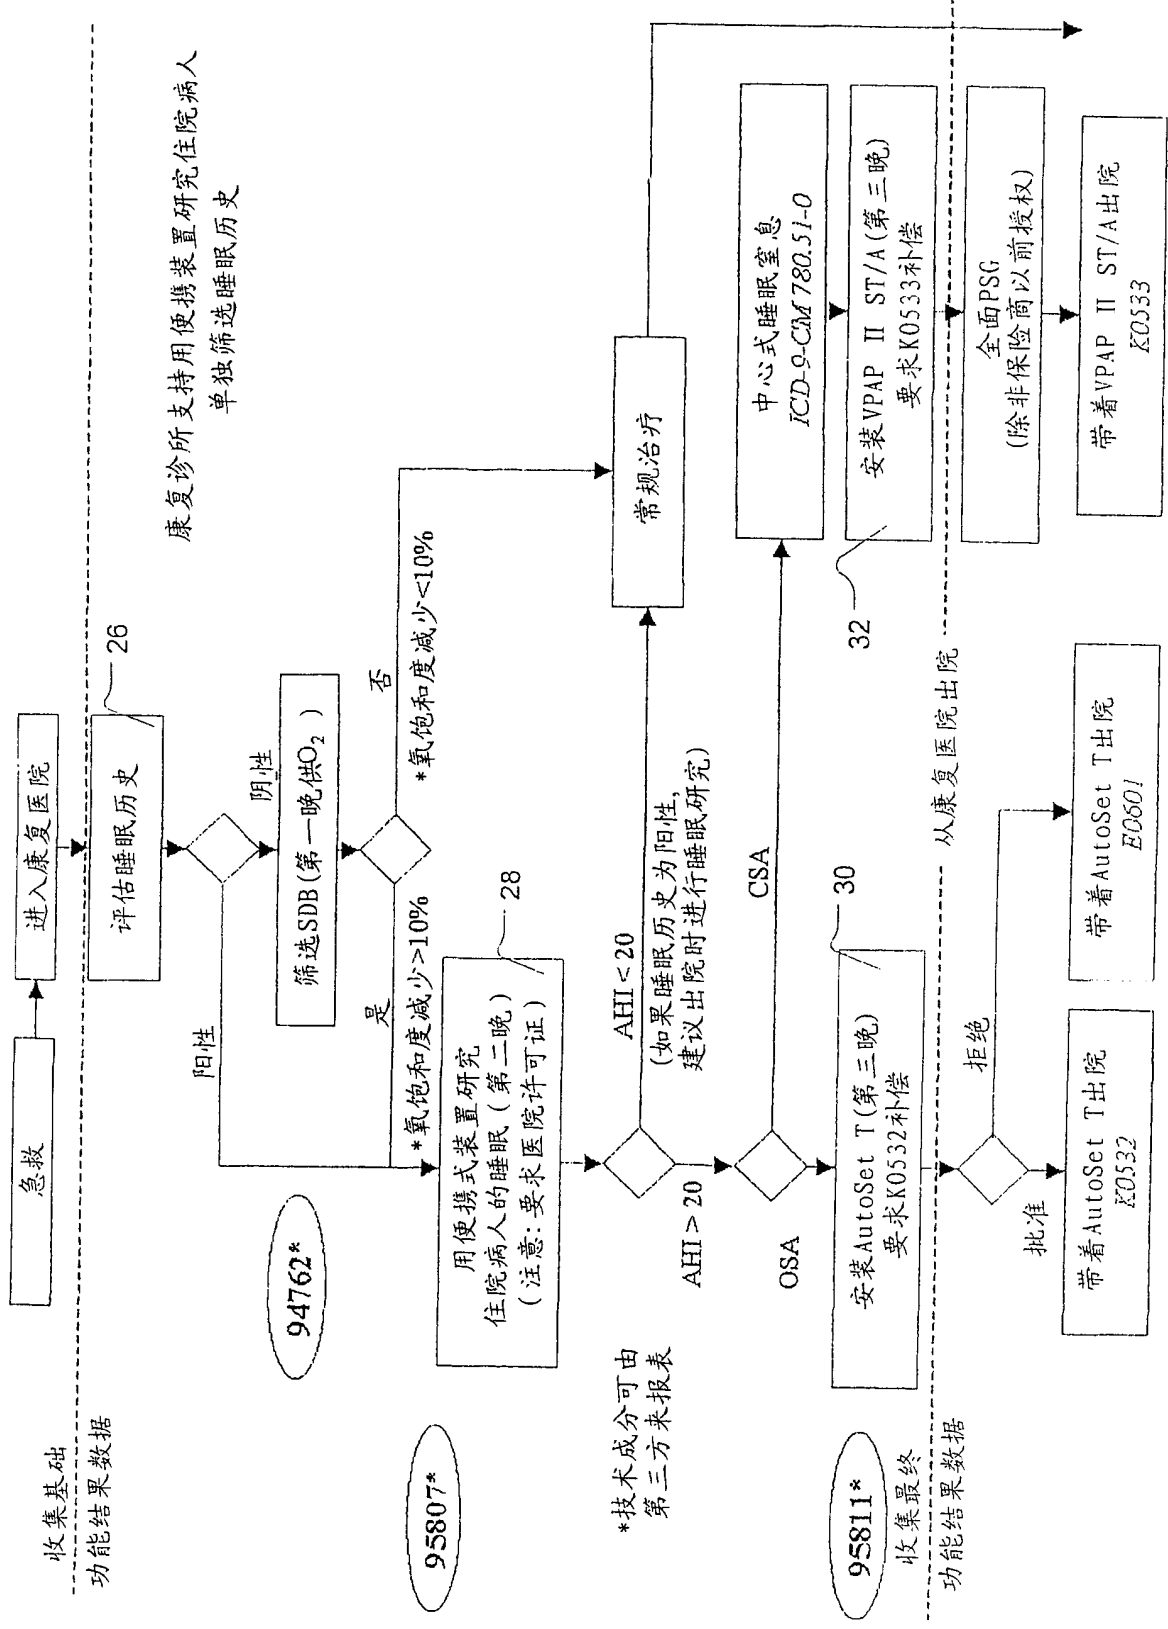 急救
进入康复医院
收集基础
功能结果数据
评估睡眠历史
26
康复诊所支持用便携装置研究住院病人
单独筛选睡眠历史
阳性
阴性
94762*
筛选SDB(第一晚供O₂)
是
否
*氧饱和度减少>10%
*氧饱和度减少<10%
95807*
用便携式装置研究
住院病人的睡眠(第二晚)
(注意:要求医院许可证)
28
*技术成分可由
第三方来报表
AHI<20
(如果睡眠历史为阳性,
建议出院时进行睡眠研究)
常规治疗
AHI>20
CSA
OSA
中心式睡眠窒息
ICD-9-CM 780.51-0
95811*
安装AutoSet T(第三晚)
要求K0532补偿
30
安装VPAP II ST/A(第三晚)
要求K0533补偿
32
收集最终
功能结果数据
从康复医院出院
全面PSG
(除非保险商以前授权)
批准
拒绝
带着AutoSet T出院
K0532
带着AutoSet T出院
E0601
带着VPAP II ST/A出院
K0533